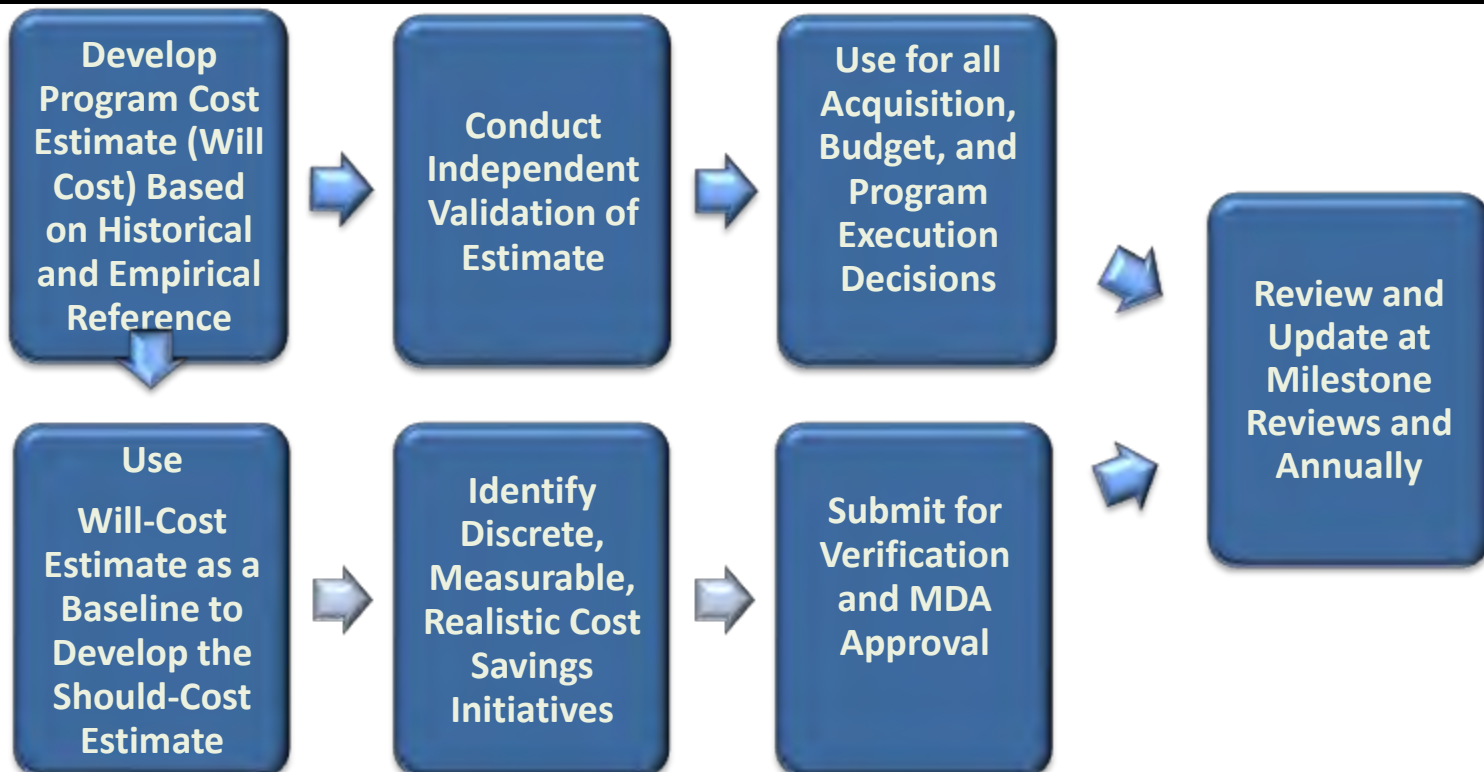 Develop
Program Cost
Estimate (Will
Cost) Based
on Historical
and Empirical
Reference
Conduct
Independent
Validation of
Estimate
Use for all
Acquisition,
Budget, and
Program
Execution
Decisions
Use
Will-Cost
Estimate as a
Baseline to
Develop the
Should-Cost
Estimate
Identify
Discrete,
Measurable,
Realistic Cost
Savings
Initiatives
Submit for
Verification
and MDA
Approval
Review and
Update at
Milestone
Reviews and
Annually